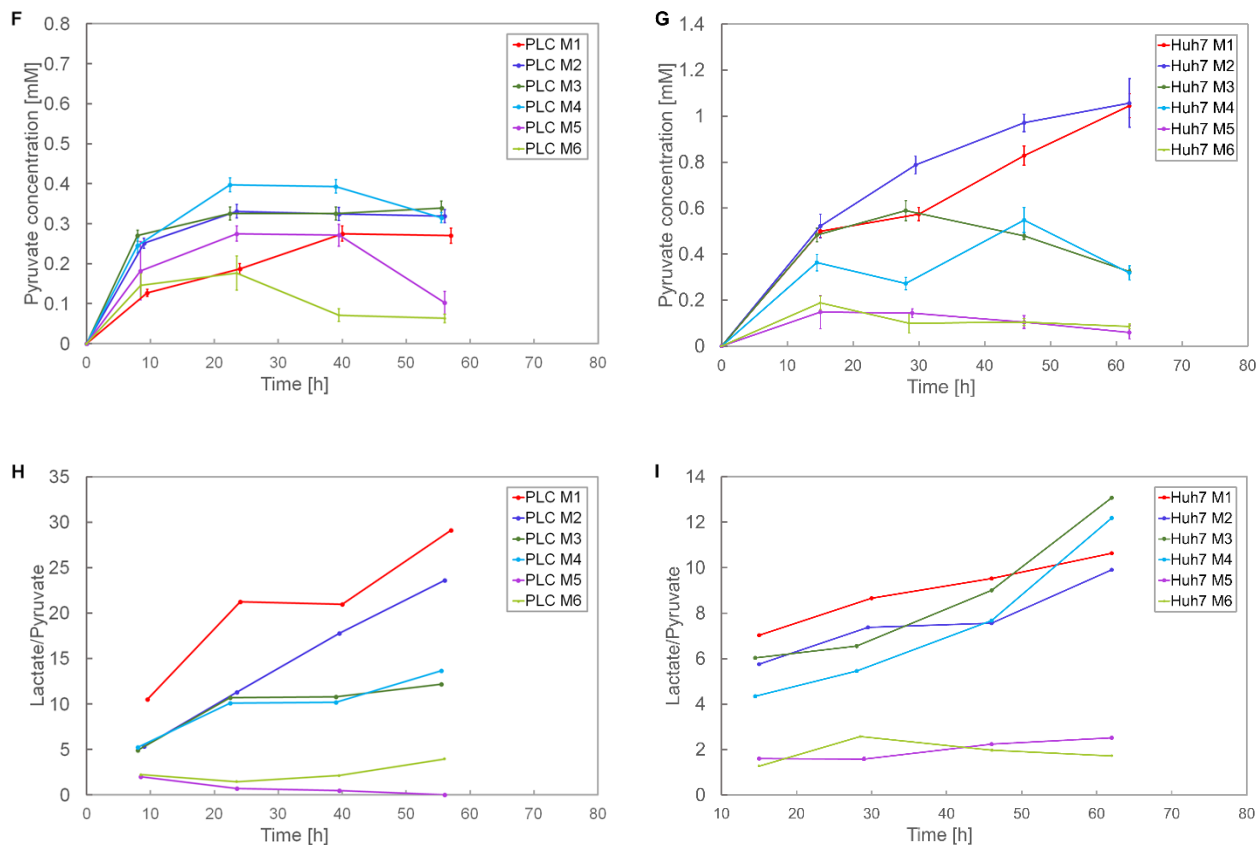 F
Pyruvate concentration [mM]
0.8
0.7
0.6
0.5
0.4
0.3
0.2
0.1
0
0 10 20 30 40 50 60 70 80
Time [h]
PLC M1
PLC M2
PLC M3
PLC M4
PLC M5
PLC M6
G
Pyruvate concentration [mM]
1.4
1.2
1
0.8
0.6
0.4
0.2
0
0 10 20 30 40 50 60 70 80
Time [h]
Huh7 M1
Huh7 M2
Huh7 M3
Huh7 M4
Huh7 M5
Huh7 M6
H
Lactate/Pyruvate
35
30
25
20
15
10
5
0
0 10 20 30 40 50 60 70 80
Time [h]
PLC M1
PLC M2
PLC M3
PLC M4
PLC M5
PLC M6
I
Lactate/Pyruvate
14
12
10
8
6
4
2
0
10 20 30 40 50 60 70 80
Time [h]
Huh7 M1
Huh7 M2
Huh7 M3
Huh7 M4
Huh7 M5
Huh7 M6